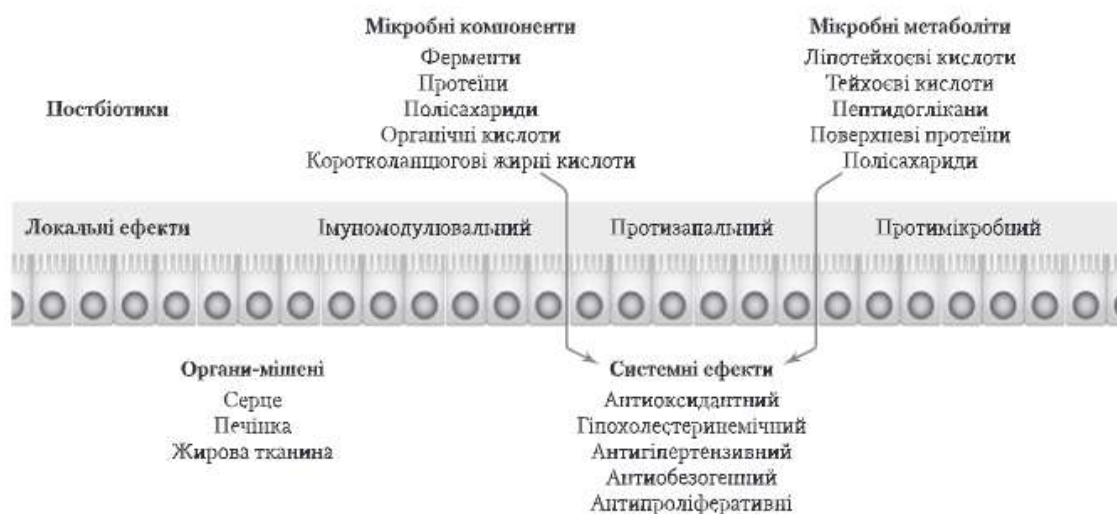 Мікробні компоненти
Ферменти
Протеїни
Полісахариди
Органічні кислоти
Коротколанцюгові жирні кислоти
Мікробні метаболіти
Ліпотейхоєві кислоти
Тейхоєві кислоти
Пептидоглікани
Поверхневі протеїни
Полісахариди
Постбіотики
Локальні ефекти
Імуномодулювальний
Протизапальний
Протимікробний
Органи-мішені
Серце
Печінка
Жирова тканина
Системні ефекти
Антиоксидантний
Гіпохолестеринемічний
Антигіпертензивний
Антиобезогенний
Антипроліферативні